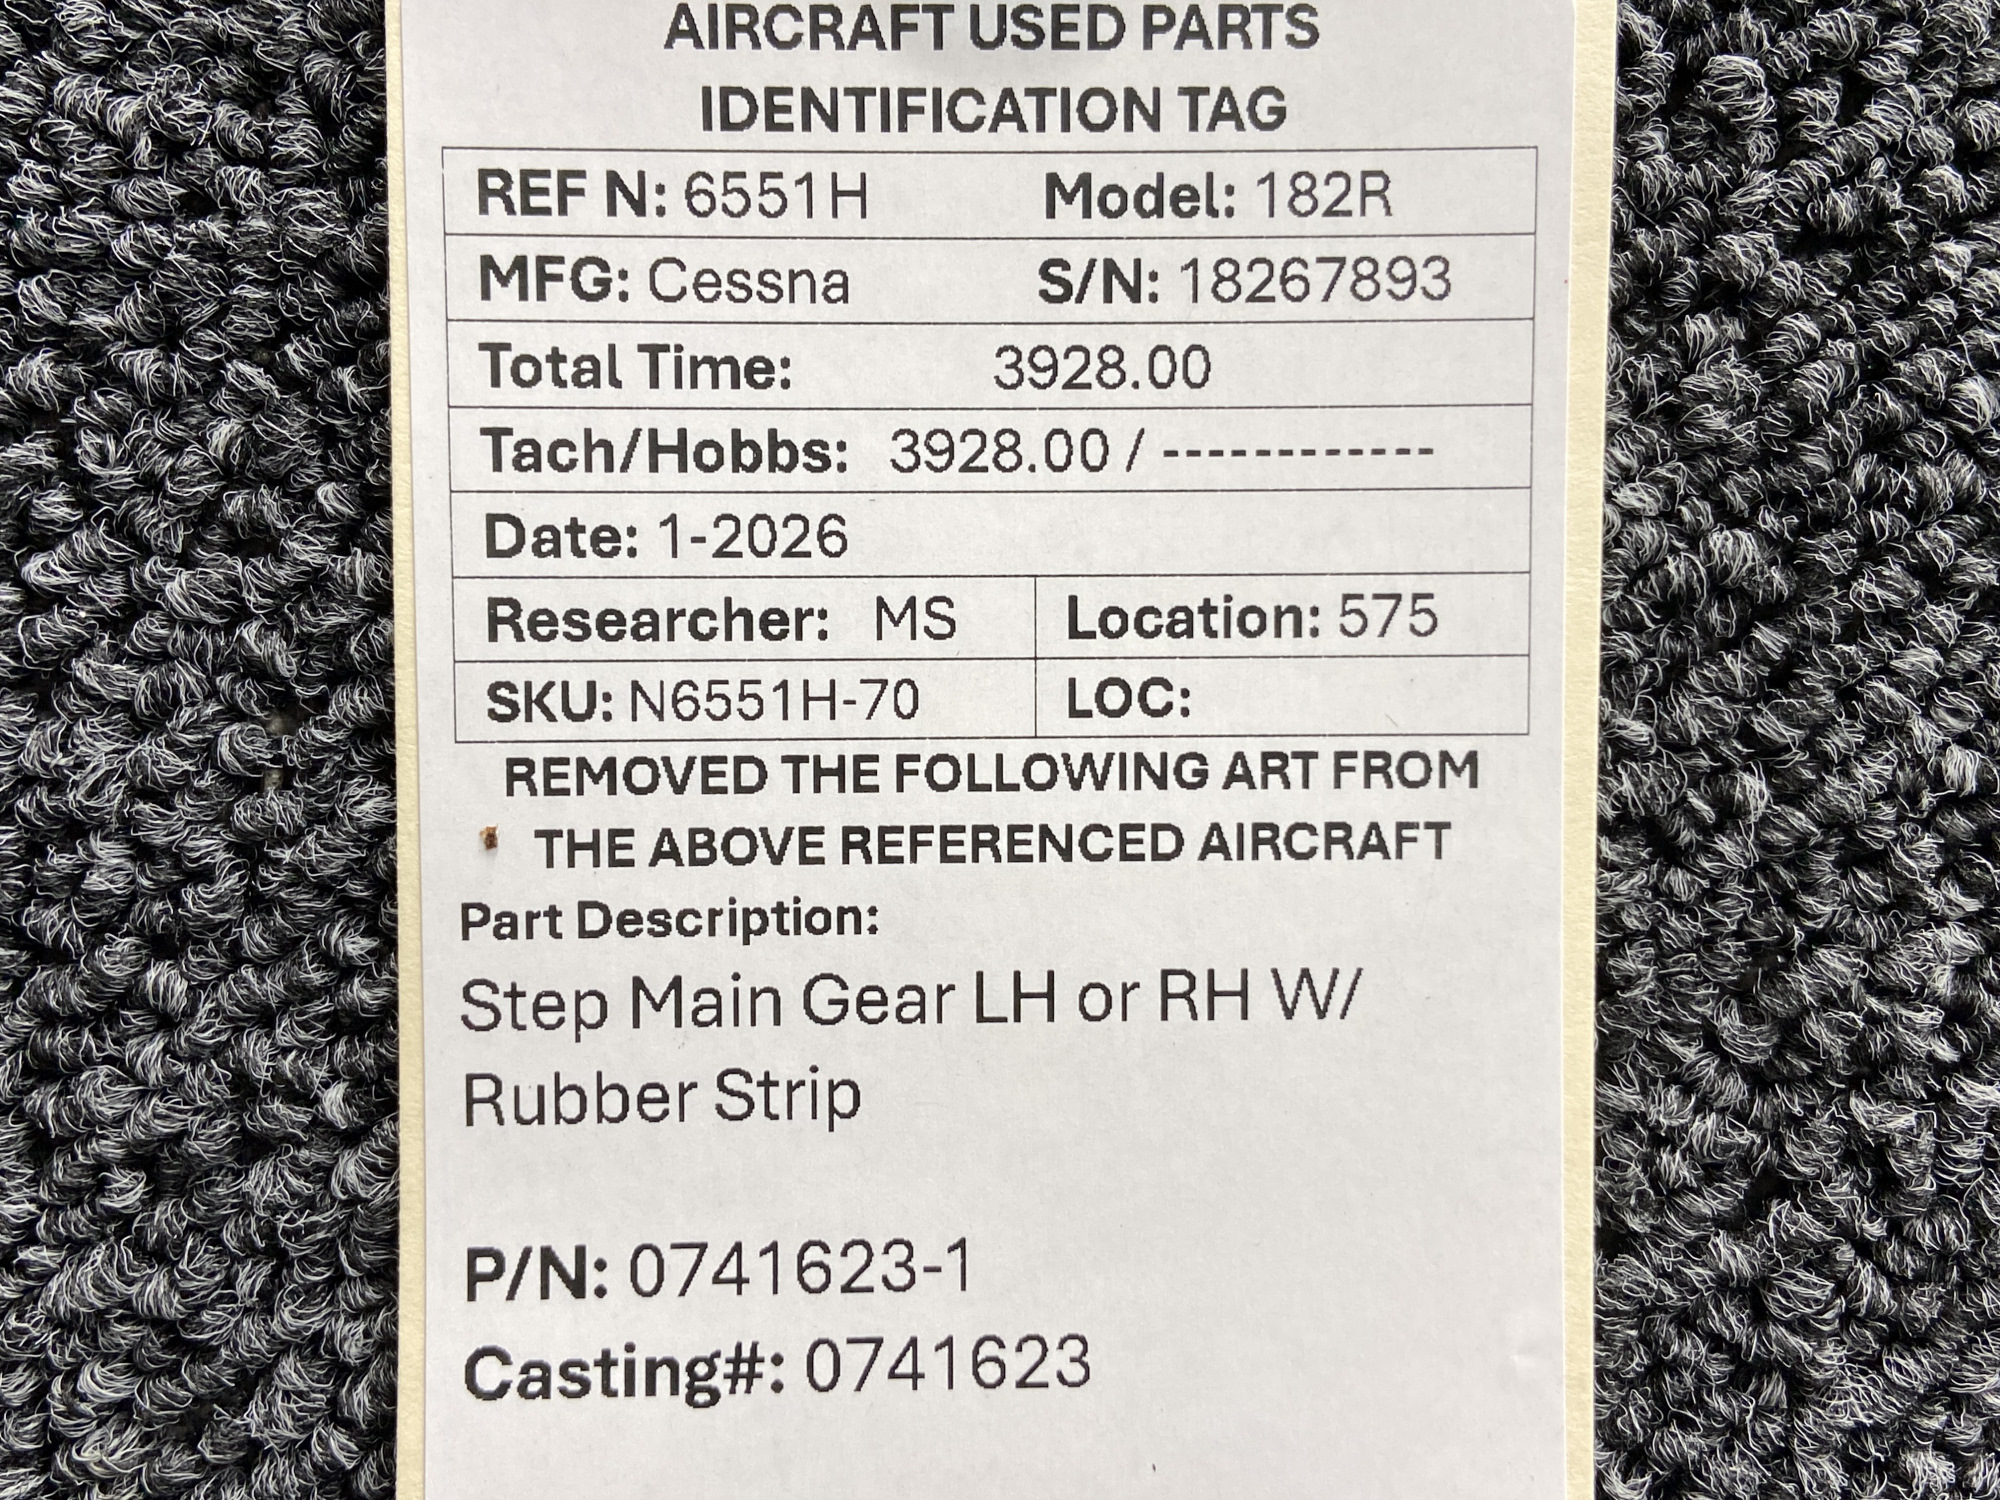 AIRCRAFT USED PARTS
IDENTIFICATION TAG
REF N: 6551H Model: 182R
MFG: Cessna S/N: 18267893
Total Time: 3928.00
Tach/Hobbs: 3928.00 / ------------
Date: 1-2026
Researcher: MS Location: 575
SKU: N6551H-70 LOC:
REMOVED THE FOLLOWING ART FROM
THE ABOVE REFERENCED AIRCRAFT
Part Description:
Step Main Gear LH or RH W/
Rubber Strip
P/N: 0741623-1
Casting#: 0741623